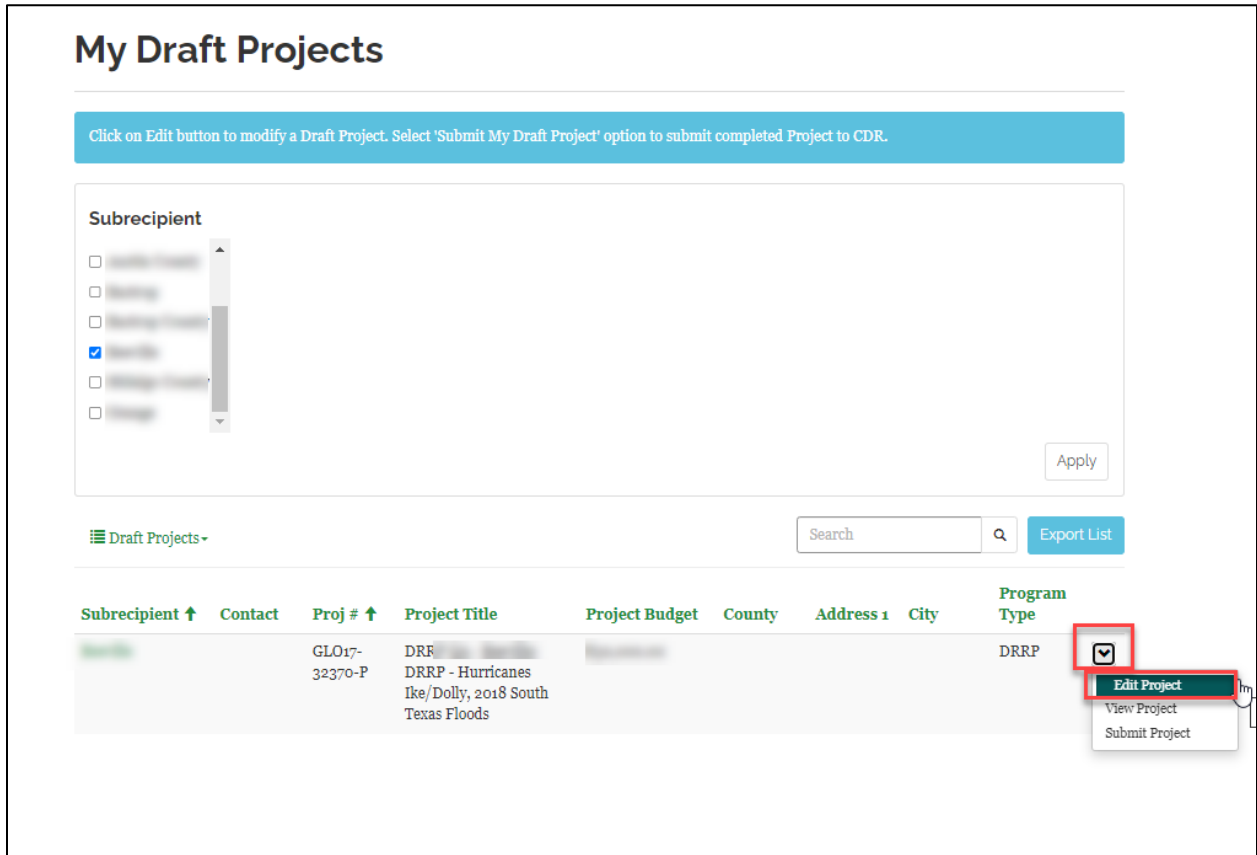 My Draft Projects
Click on Edit button to modify a Draft Project. Select 'Submit My Draft Project' option to submit completed Project to CDR.
Subrecipient
Apply
Draft Projects
Search
Export List
Subrecipient Contact Proj # Project Title Project Budget County Address 1 City Program Type
GLO17-32370-P
DRR
DRRP - Hurricanes
Ike/Dolly, 2018 South
Texas Floods
DRRP
Edit Project
View Project
Submit Project